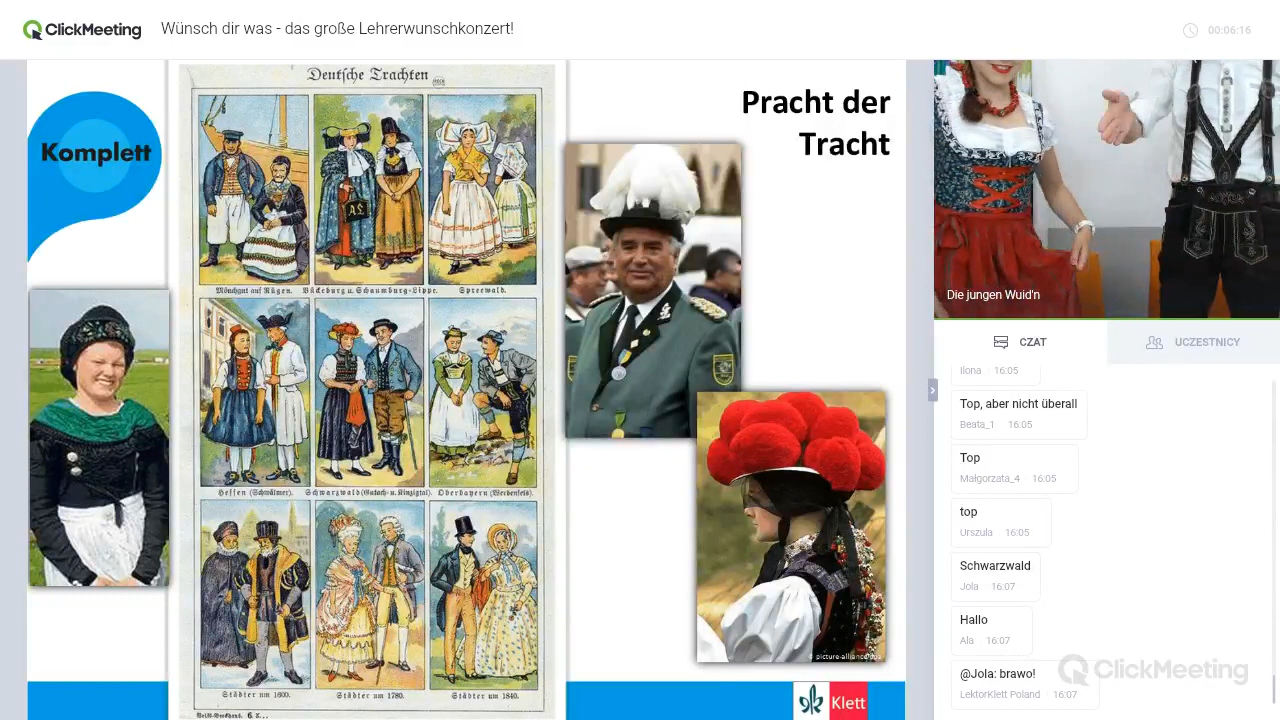 ClickMeeting
Wünsch dir was - das große Lehrerwunschkonzert!
00:06:16
Komplett
Deutsche Trachten
Mönchgut auf Rügen. Bückeburg u. Schaumburg-Lippe. Spreewald.
Hessen (Schwälmer). Schwarzwald (Gutach- u. Kinzigtal). Oberbayern (Werdenfels).
Städter um 1600. Städter um 1780. Städter um 1840.
Pracht der
Tracht
© picture-alliance/dpa
Klett
Die jungen Wuid'n
CZAT
UCZESTNICY
Ilona · 16:05
Top, aber nicht überall
Beata_1 · 16:05
Top
Małgorzata_4 · 16:05
top
Urszula · 16:05
Schwarzwald
Jola · 16:07
Hallo
Ala · 16:07
@Jola: brawo!
LektorKlett Poland · 16:07
ClickMeeting